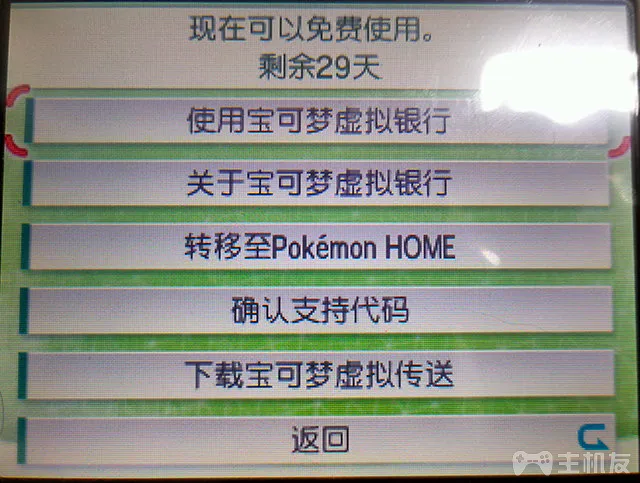 现在可以免费使用。
剩余29天
使用宝可梦虚拟银行
关于宝可梦虚拟银行
转移至Pokémon HOME
确认支持代码
下载宝可梦虚拟传送
返回
主机友